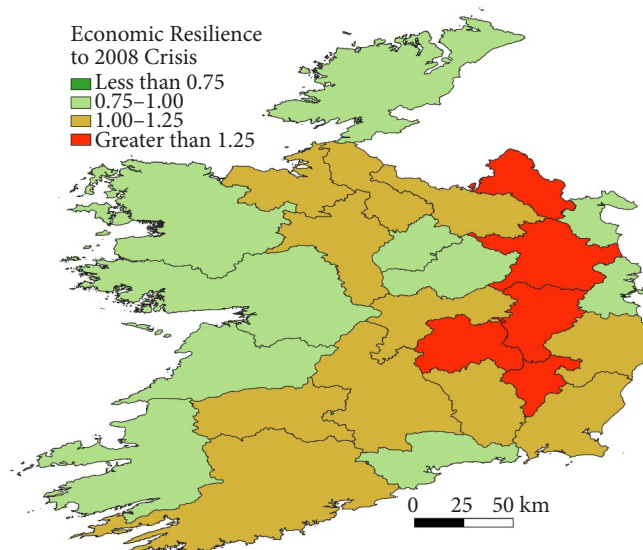 Economic Resilience
to 2008 Crisis
Less than 0.75
0.75–1.00
1.00–1.25
Greater than 1.25
0 25 50 km